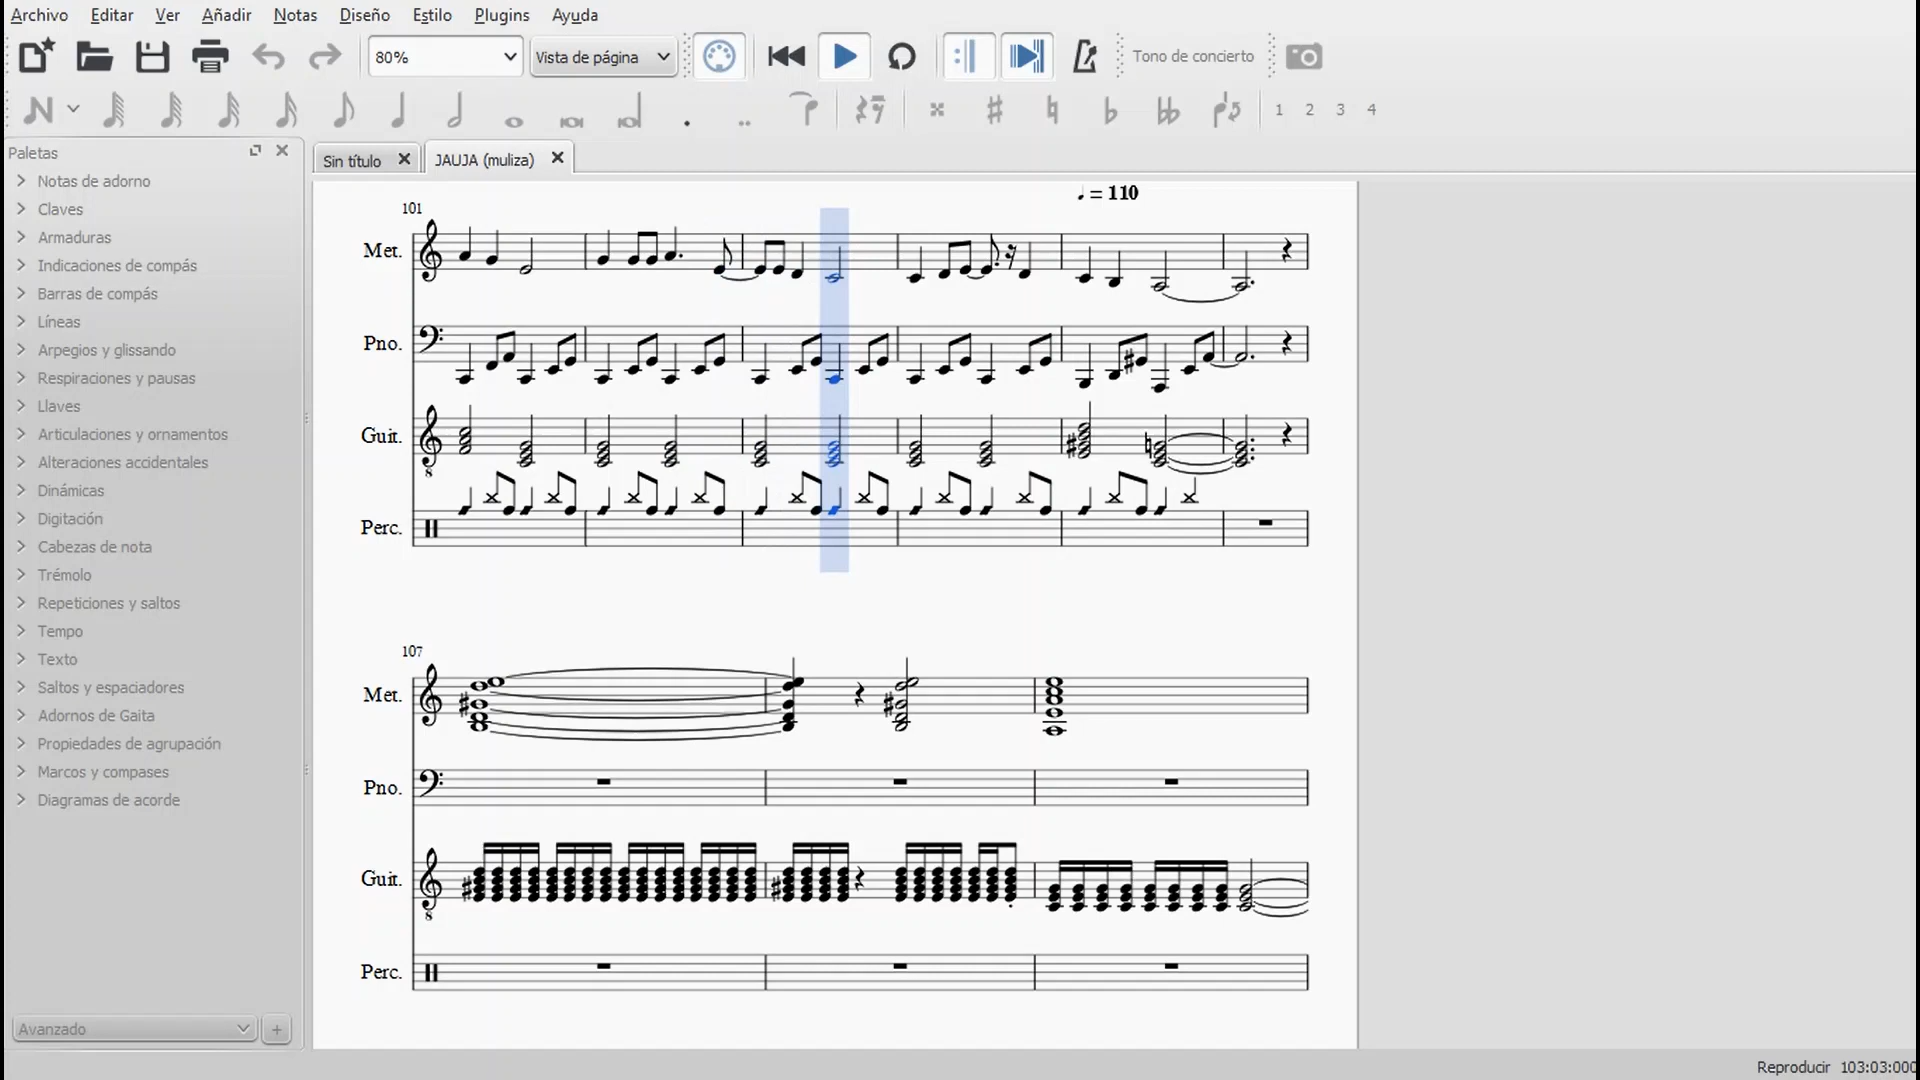 Archivo Editar Ver Añadir Notas Diseño Estilo Plugins Ayuda
80% Vista de página Tono de concierto
1 2 3 4
Paletas
Sin título JAUJA (muliza)
Notas de adorno
Claves
Armaduras
Indicaciones de compás
Barras de compás
Líneas
Arpegios y glissando
Respiraciones y pausas
Llaves
Articulaciones y ornamentos
Alteraciones accidentales
Dinámicas
Digitación
Cabezas de nota
Trémolo
Repeticiones y saltos
Tempo
Texto
Saltos y espaciadores
Adornos de Gaita
Propiedades de agrupación
Marcos y compases
Diagramas de acorde
Avanzado
= 110
101
Met.
Pno.
Guit.
8
Perc.
107
Met.
Pno.
Guit.
8
Perc.
Reproducir 103:03:000